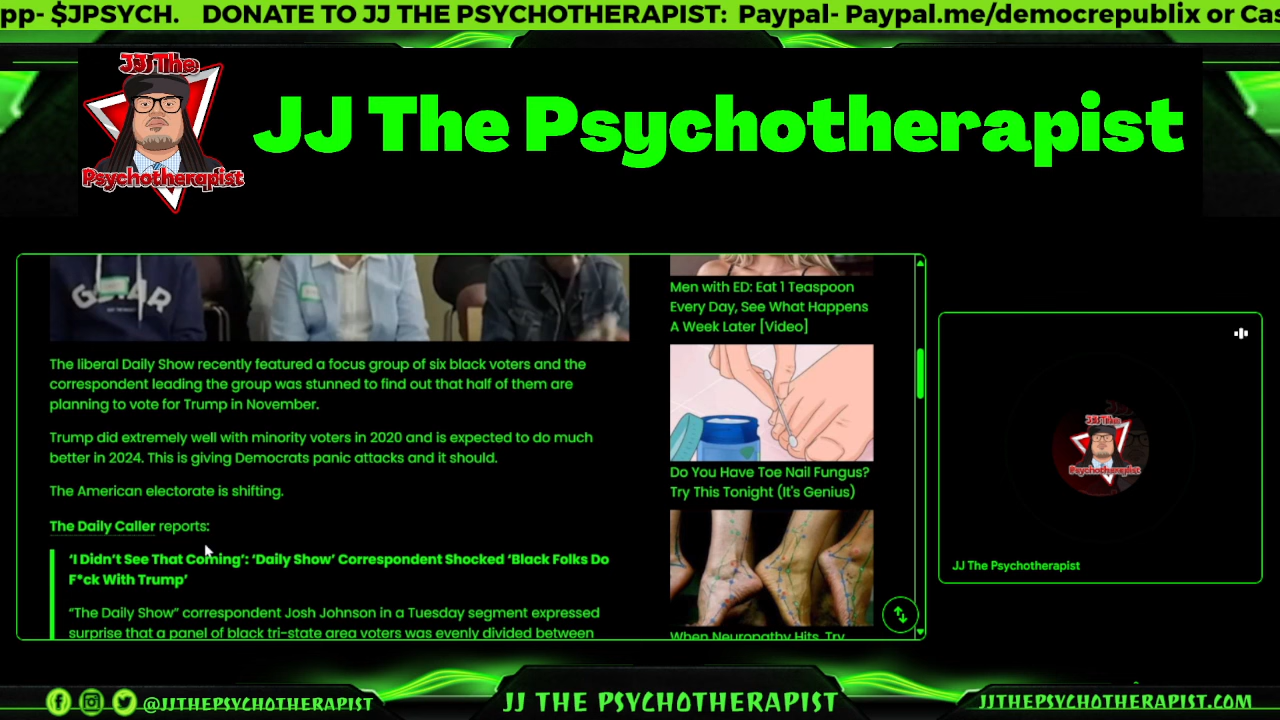 pp- $JPSYCH. DONATE TO JJ THE PSYCHOTHERAPIST: Paypal- Paypal.me/democrepublix or Cas
JJ The
Psychotherapist
JJ The Psychotherapist
The liberal Daily Show recently featured a focus group of six black voters and the
correspondent leading the group was stunned to find out that half of them are
planning to vote for Trump in November.
Trump did extremely well with minority voters in 2020 and is expected to do much
better in 2024. This is giving Democrats panic attacks and it should.
The American electorate is shifting.
The Daily Caller reports:
‘I Didn’t See That Coming’: ‘Daily Show’ Correspondent Shocked ‘Black Folks Do
F*ck With Trump’
“The Daily Show” correspondent Josh Johnson in a Tuesday segment expressed
surprise that a panel of black tri-state area voters was evenly divided between
Men with ED: Eat 1 Teaspoon
Every Day, See What Happens
A Week Later [Video]
Do You Have Toe Nail Fungus?
Try This Tonight (It's Genius)
When Neuropathy Hits, Try
JJ The
Psychotherapist
JJ The Psychotherapist
@JJTHEPSYCHOTHERAPIST
JJ THE PSYCHOTHERAPIST
JJTHEPSYCHOTHERAPIST.COM